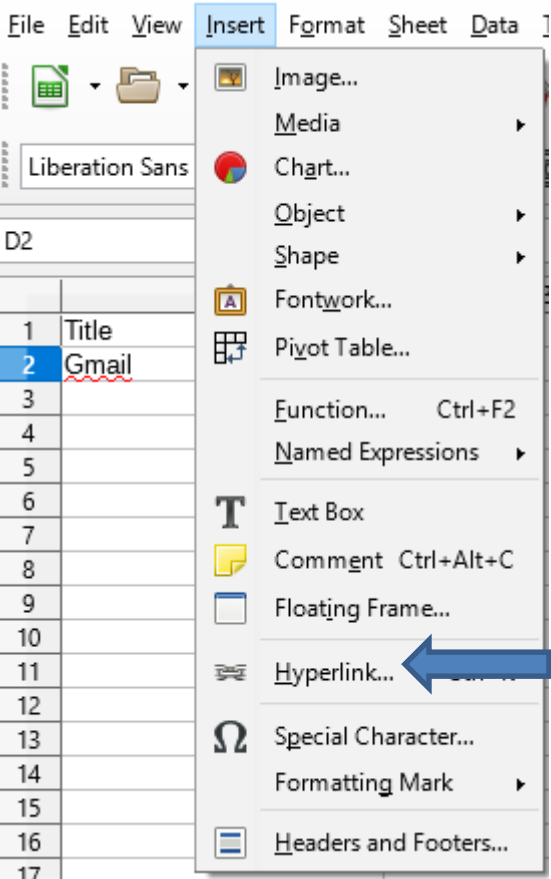 File Edit View Insert Format Sheet Data
Image...
Media
Liberation Sans
Chart...
Object
D2
Shape
Fontwork...
1 Title
Pivot Table...
2 Gmail
3
Function... Ctrl+F2
4
Named Expressions
5
6
Text Box
7
Comment Ctrl+Alt+C
8
9
Floating Frame...
10
11
Hyperlink...
12
13
Special Character...
14
Formatting Mark
15
16
Headers and Footers...
17